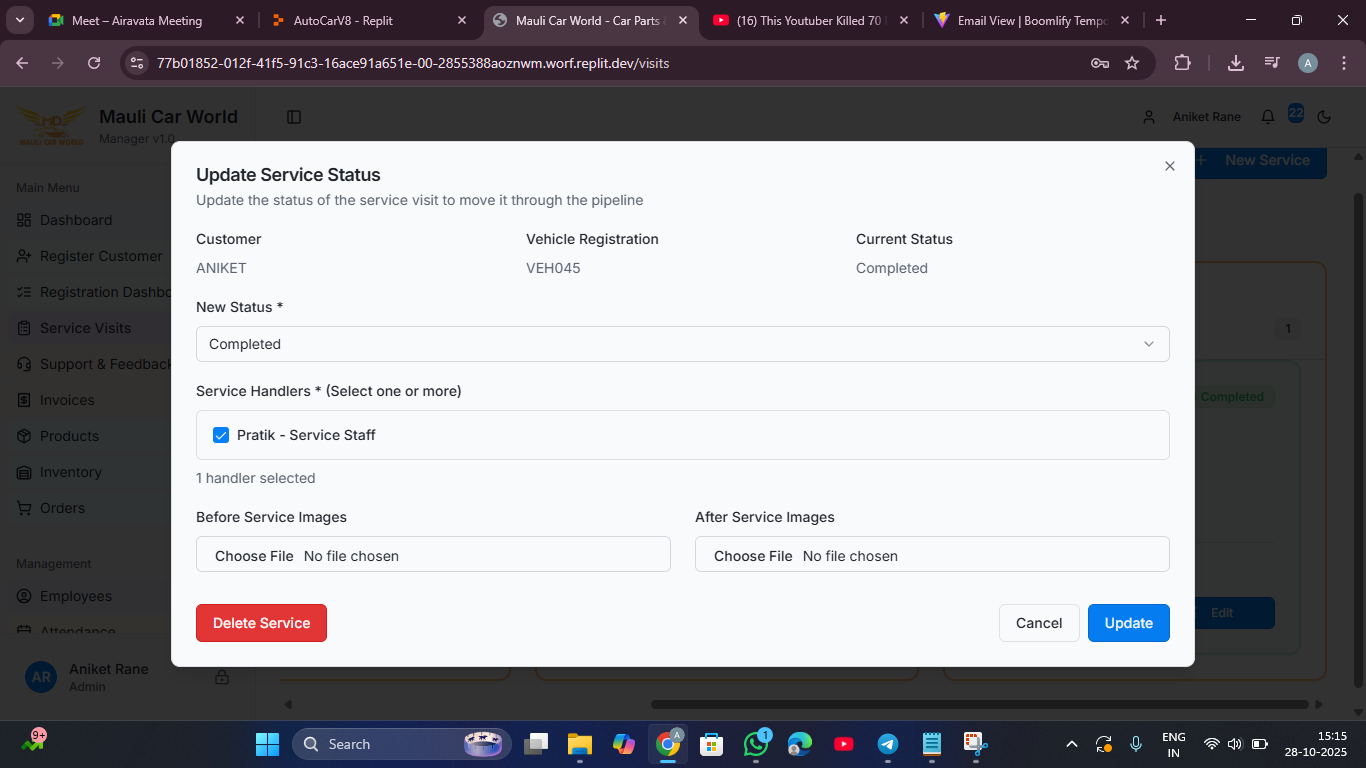 Meet – Airavata Meeting
AutoCarV8 - Replit
Mauli Car World - Car Parts
(16) This Youtuber Killed 70
Email View | Boomlify Tempo
77b01852-012f-41f5-91c3-16ace91a651e-00-2855388aoznwm.worf.replit.dev/visits
A
MD
MAULI CAR WORLD
Mauli Car World
Manager v1.0
Aniket Rane
22
New Service
Main Menu
Dashboard
Register Customer
Registration Dashbo
Service Visits
Support & Feedback
Invoices
Products
Inventory
Orders
Management
Employees
Attendance
AR
Aniket Rane
Admin
Update Service Status
Update the status of the service visit to move it through the pipeline
Customer
Vehicle Registration
Current Status
ANIKET
VEH045
Completed
New Status *
Completed
Service Handlers * (Select one or more)
Pratik - Service Staff
1 handler selected
Before Service Images
After Service Images
Choose File No file chosen
Choose File No file chosen
Delete Service
Cancel
Update
1
Completed
Edit
9+
Search
A
1
ENG
IN
15:15
28-10-2025